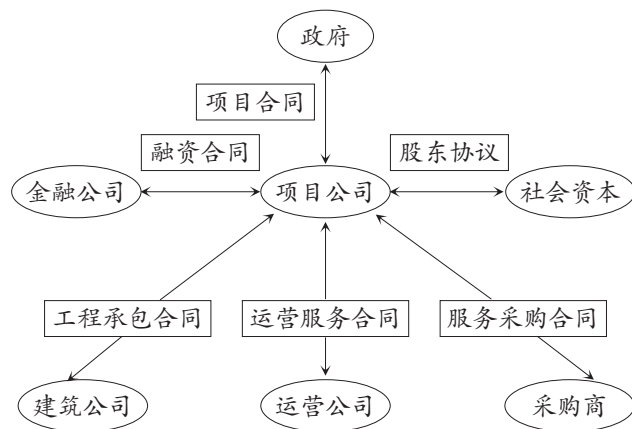 政府
项目合同
融资合同
股东协议
金融公司
项目公司
社会资本
工程承包合同
运营服务合同
服务采购合同
建筑公司
运营公司
采购商